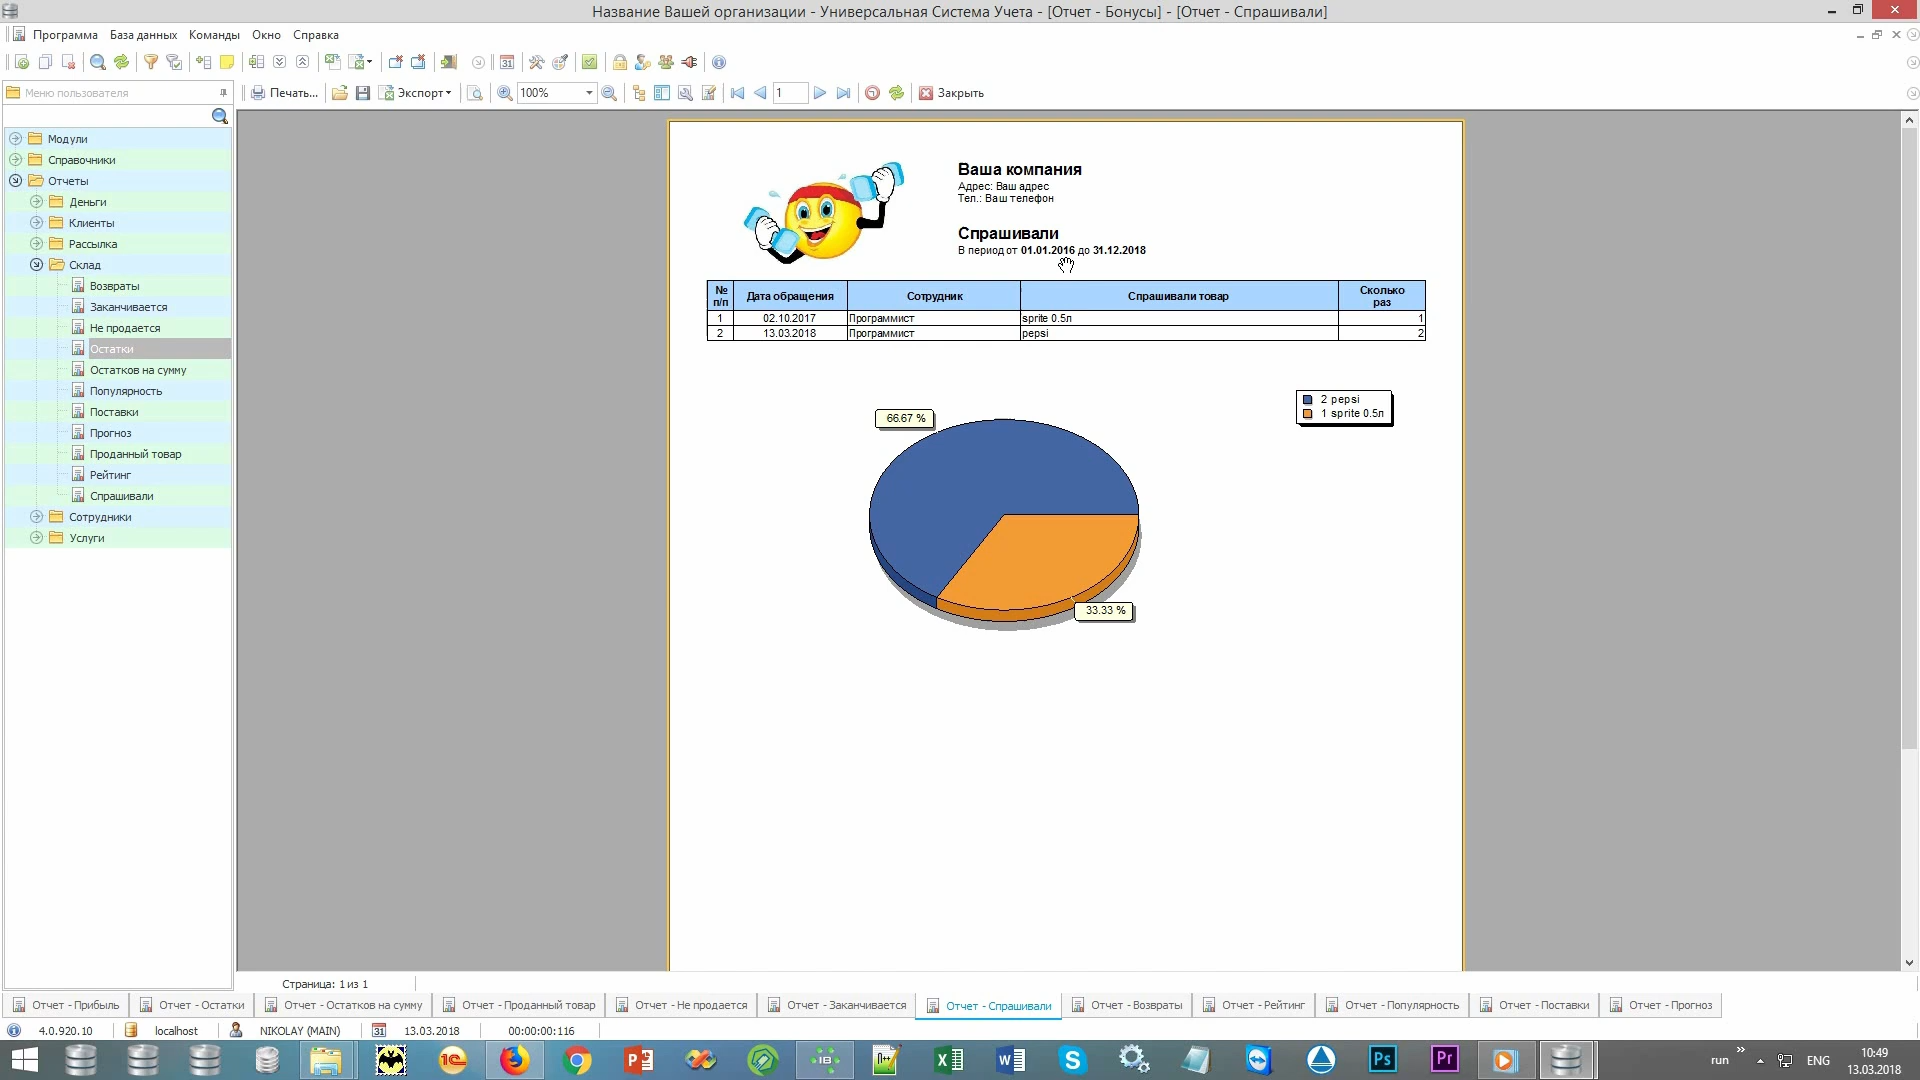 Название Вашей организации - Универсальная Система Учета - [Отчет - Бонусы] - [Отчет - Спрашивали]
Программа База данных Команды Окно Справка
31
Меню пользователя
Печать... Экспорт 100% 1 Закрыть
Модули
Справочники
Отчеты
Деньги
Клиенты
Рассылка
Склад
Возвраты
Заканчивается
Не продается
Остатки
Остатков на сумму
Популярность
Поставки
Прогноз
Проданный товар
Рейтинг
Спрашивали
Сотрудники
Услуги
Ваша компания
Адрес: Ваш адрес
Тел.: Ваш телефон
Спрашивали
В период от 01.01.2016 до 31.12.2018
№ п/п Дата обращения Сотрудник Спрашивали товар Сколько раз
1 02.10.2017 Программист sprite 0.5л 1
2 13.03.2018 Программист pepsi 2
2 pepsi
1 sprite 0.5л
66.67 %
33.33 %
Страница: 1 из 1
Отчет - Прибыль Отчет - Остатки Отчет - Остатков на сумму Отчет - Проданный товар Отчет - Не продается Отчет - Заканчивается Отчет - Спрашивали Отчет - Возвраты Отчет - Рейтинг Отчет - Популярность Отчет - Поставки Отчет - Прогноз
4.0.920.10 localhost NIKOLAY (MAIN) 31 13.03.2018 00:00:00:116
run ENG 10:49
13.03.2018